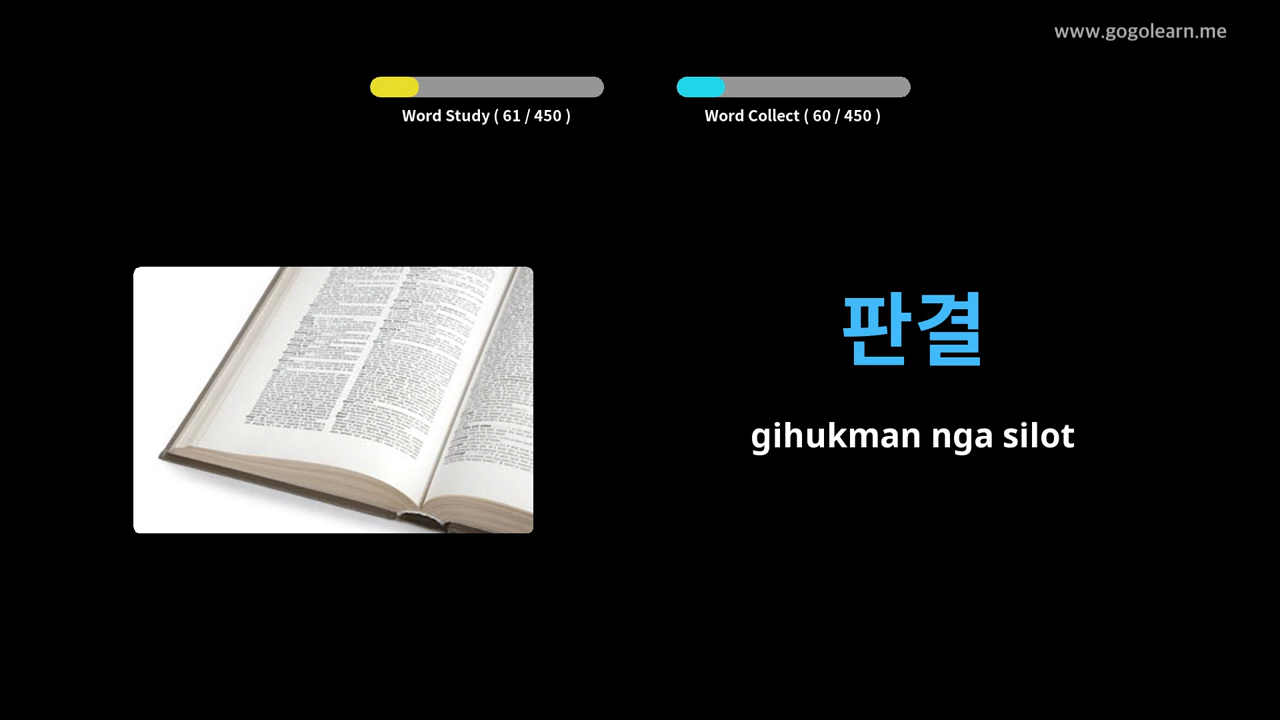 www.gogolearn.me
Word Study ( 61 / 450 )
Word Collect ( 60 / 450 )
판결
gihukman nga silot